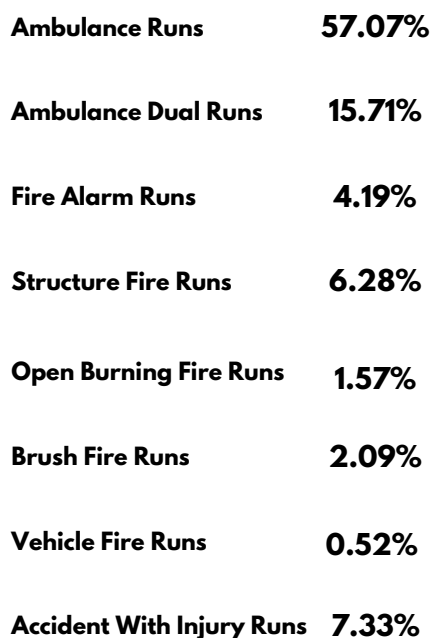 Ambulance Runs 57.07%
Ambulance Dual Runs 15.71%
Fire Alarm Runs 4.19%
Structure Fire Runs 6.28%
Open Burning Fire Runs 1.57%
Brush Fire Runs 2.09%
Vehicle Fire Runs 0.52%
Accident With Injury Runs 7.33%